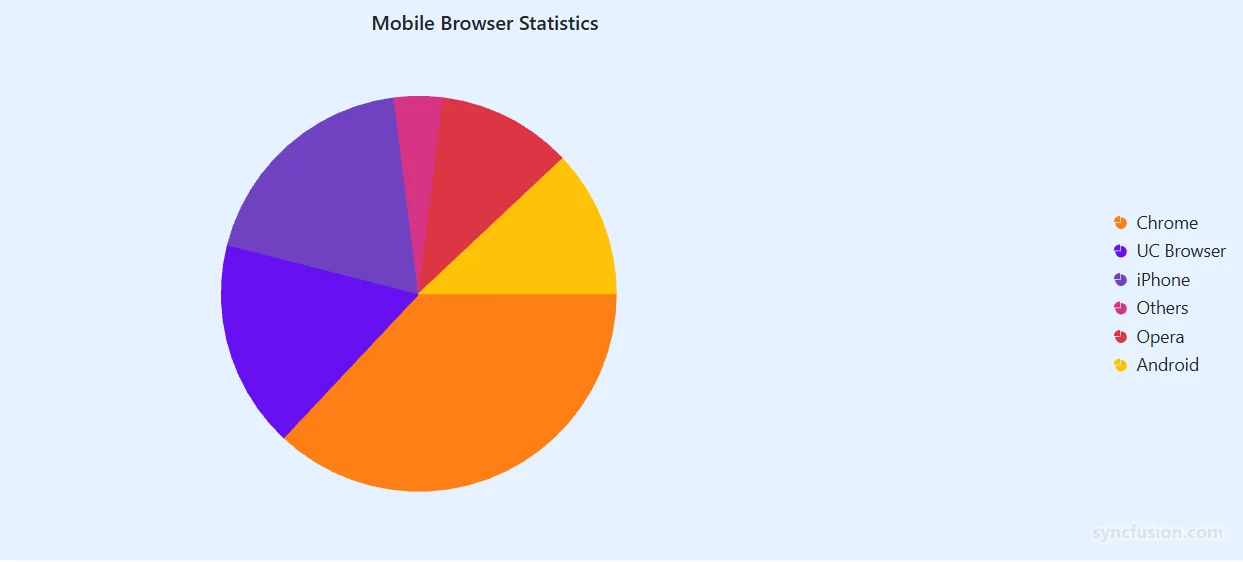 Mobile Browser Statistics
Chrome
UC Browser
iPhone
Others
Opera
Android
syncfusion.com